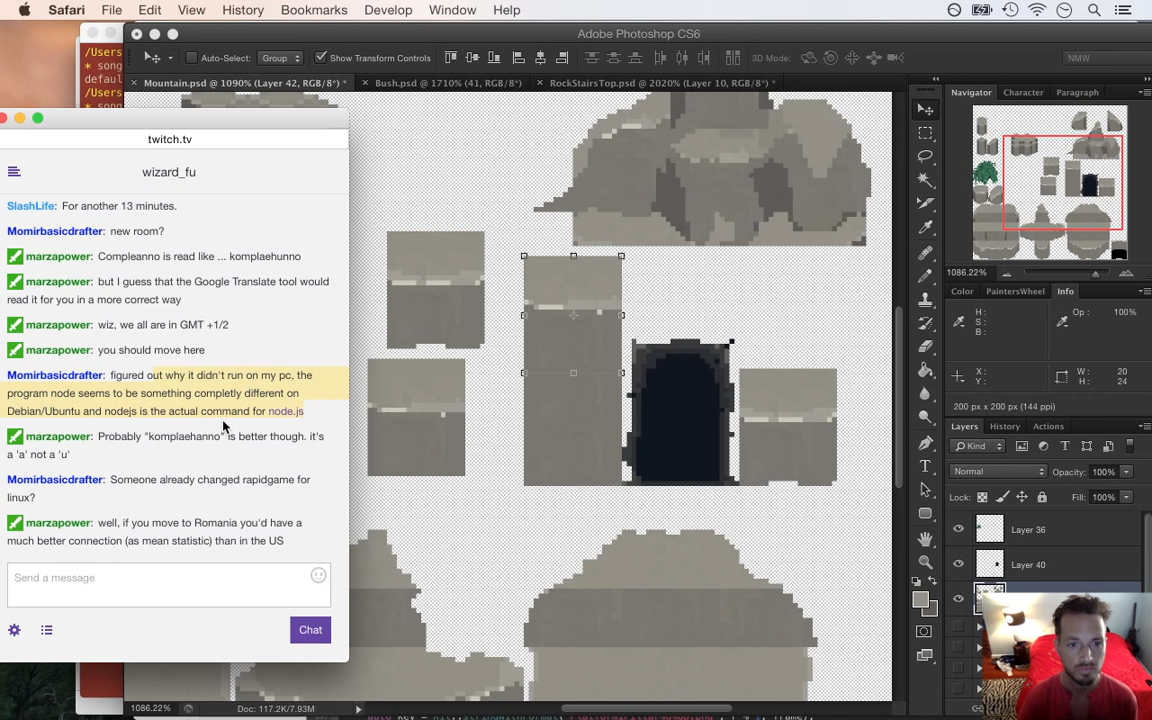 Safari File Edit View History Bookmarks Develop Window Help
Adobe Photoshop CS6
Auto-Select: Group Show Transform Controls 3D Mode: NMW
Mountain.psd @ 1090% (Layer 42, RGB/8*) * Bush.psd @ 1710% (41, RGB/8*) RockStairsTop.psd @ 2020% (Layer 10, RGB/8*) *
/Users
* song
defaul
/Users
* song
twitch.tv
wizard_fu
SlashLife: For another 13 minutes.
Momirbasicdrafter: new room?
marzapower: Compleanno is read like ... komplaehunno
marzapower: but I guess that the Google Translate tool would
read it for you in a more correct way
marzapower: wiz, we all are in GMT +1/2
marzapower: you should move here
Momirbasicdrafter: figured out why it didn't run on my pc, the
program node seems to be something completly different on
Debian/Ubuntu and nodejs is the actual command for node.js
marzapower: Probably "komplaehanno" is better though. it's
a 'a' not a 'u'
Momirbasicdrafter: Someone already changed rapidgame for
linux?
marzapower: well, if you move to Romania you'd have a
much better connection (as mean statistic) than in the US
Send a message
Chat
Navigator Character Paragraph
1086.22%
Color PaintersWheel Info
H: Op: 100%
S:
B:
X: W: 20
Y: H: 24
200 px x 200 px (144 ppi)
Layers History Actions
Kind
Normal Opacity: 100%
Lock: Fill: 100%
Layer 36
Layer 40
1086.22% Doc: 117.2K/7.93M